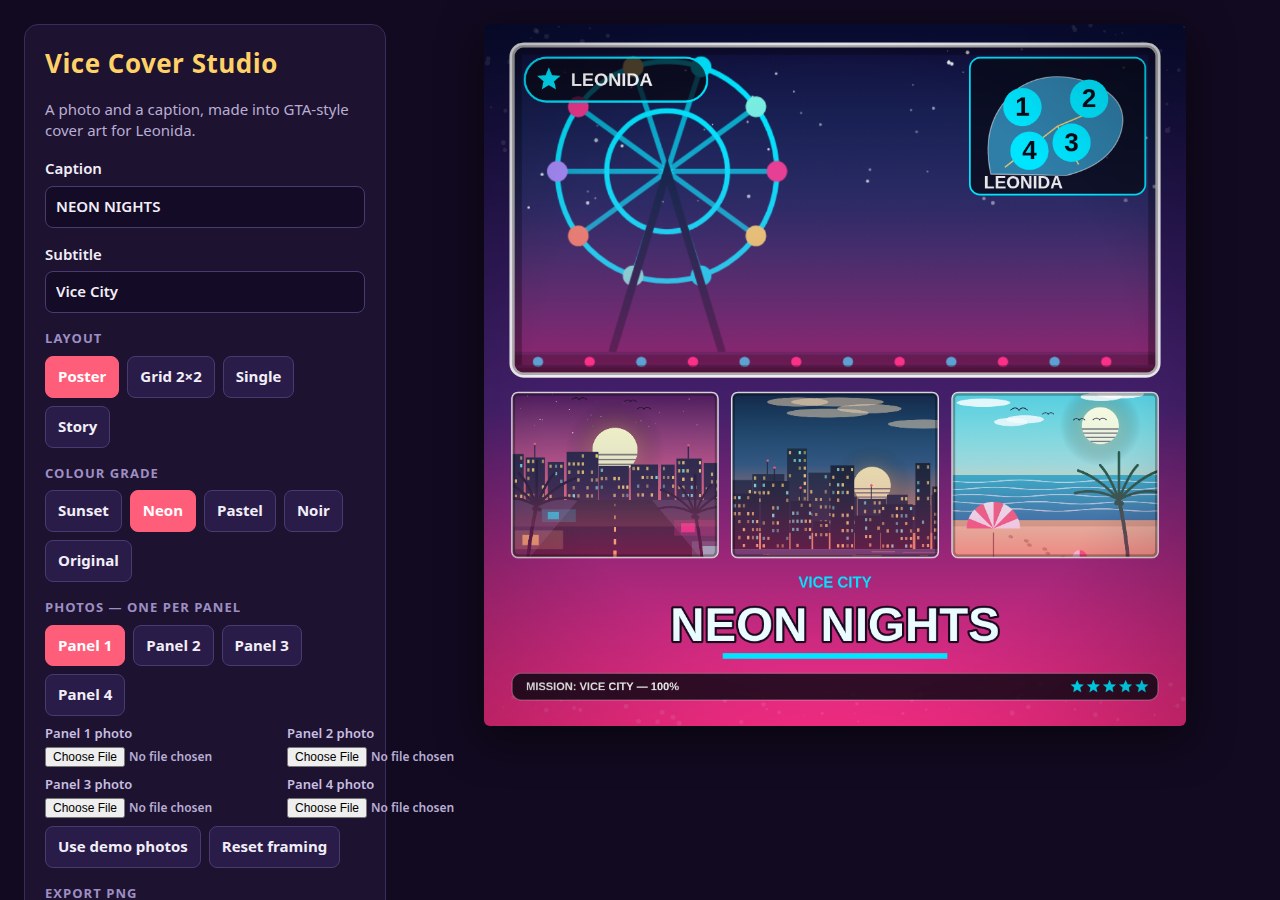 Vice Cover Studio
A photo and a caption, made into GTA-style
cover art for Leonida.
Caption
NEON NIGHTS
Subtitle
Vice City
LAYOUT
Poster
Grid 2×2
Single
Story
COLOUR GRADE
Sunset
Neon
Pastel
Noir
Original
PHOTOS — ONE PER PANEL
Panel 1
Panel 2
Panel 3
Panel 4
Panel 1 photo
Choose File No file chosen
Panel 2 photo
Choose File No file chosen
Panel 3 photo
Choose File No file chosen
Panel 4 photo
Choose File No file chosen
Use demo photos
Reset framing
EXPORT PNG
LEONIDA
1
2
4
3
LEONIDA
VICE CITY
NEON NIGHTS
MISSION: VICE CITY — 100%